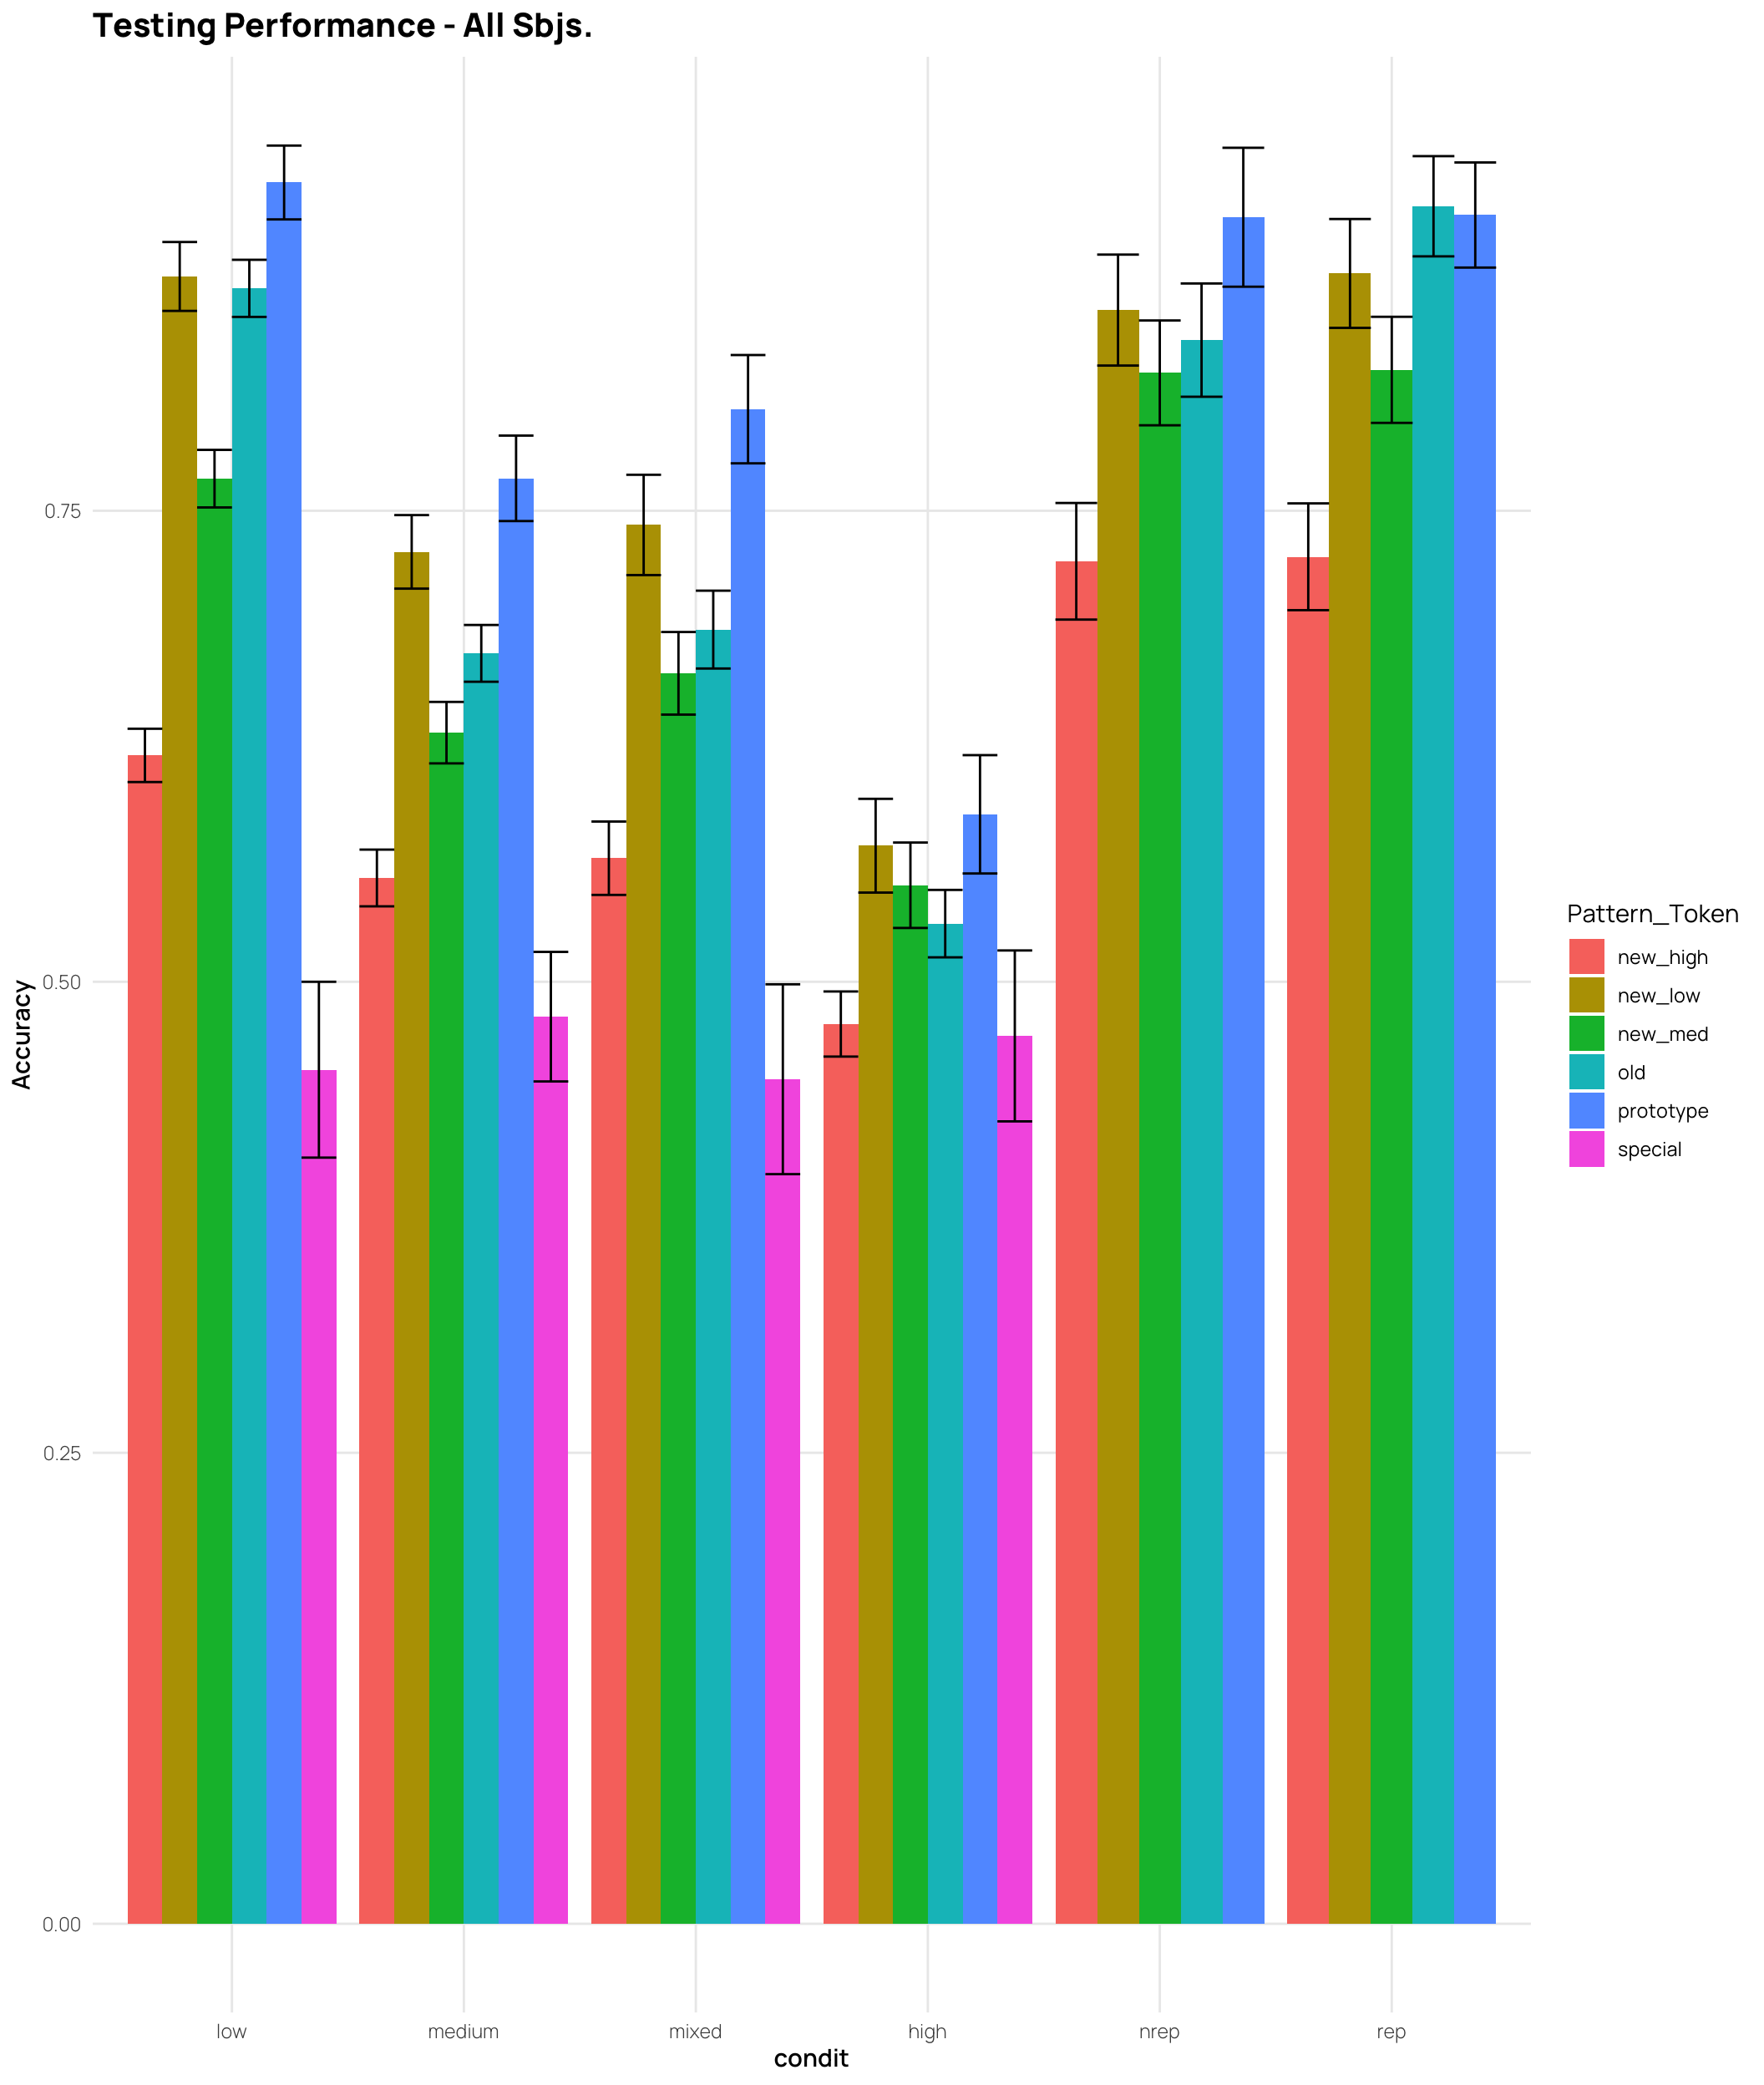 Testing Performance - All Sbjs.
Accuracy
0.75
0.50
0.25
0.00
low
medium
mixed
high
nrep
rep
condit
Pattern_Token
new_high
new_low
new_med
old
prototype
special